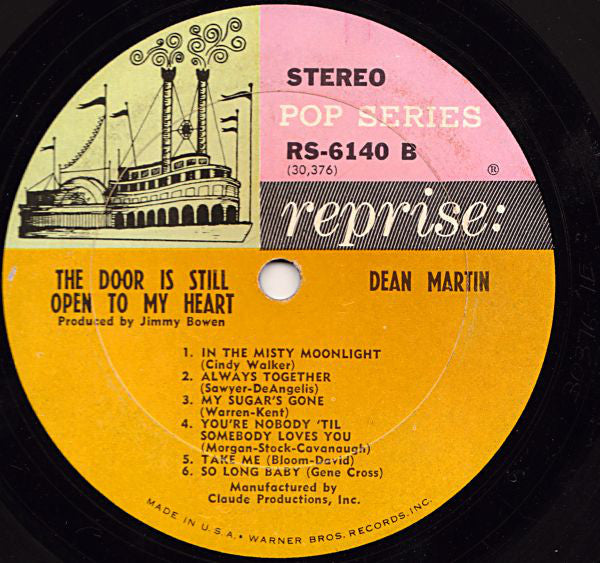 STEREO
POP SERIES
RS-6140 B
(30,376)
®
reprise:
THE DOOR IS STILL
OPEN TO MY HEART
Produced by Jimmy Bowen
DEAN MARTIN
1. IN THE MISTY MOONLIGHT
(Cindy Walker)
2. ALWAYS TOGETHER
(Sawyer-DeAngelis)
3. MY SUGAR'S GONE
(Warren-Kent)
4. YOU'RE NOBODY 'TIL
SOMEBODY LOVES YOU
(Morgan-Stock-Cavanaugh)
5. TAKE ME (Bloom-David)
6. SO LONG BABY (Gene Cross)
Manufactured by
Claude Productions, Inc.
MADE IN U.S.A. • WARNER BROS. RECORDS, INC.